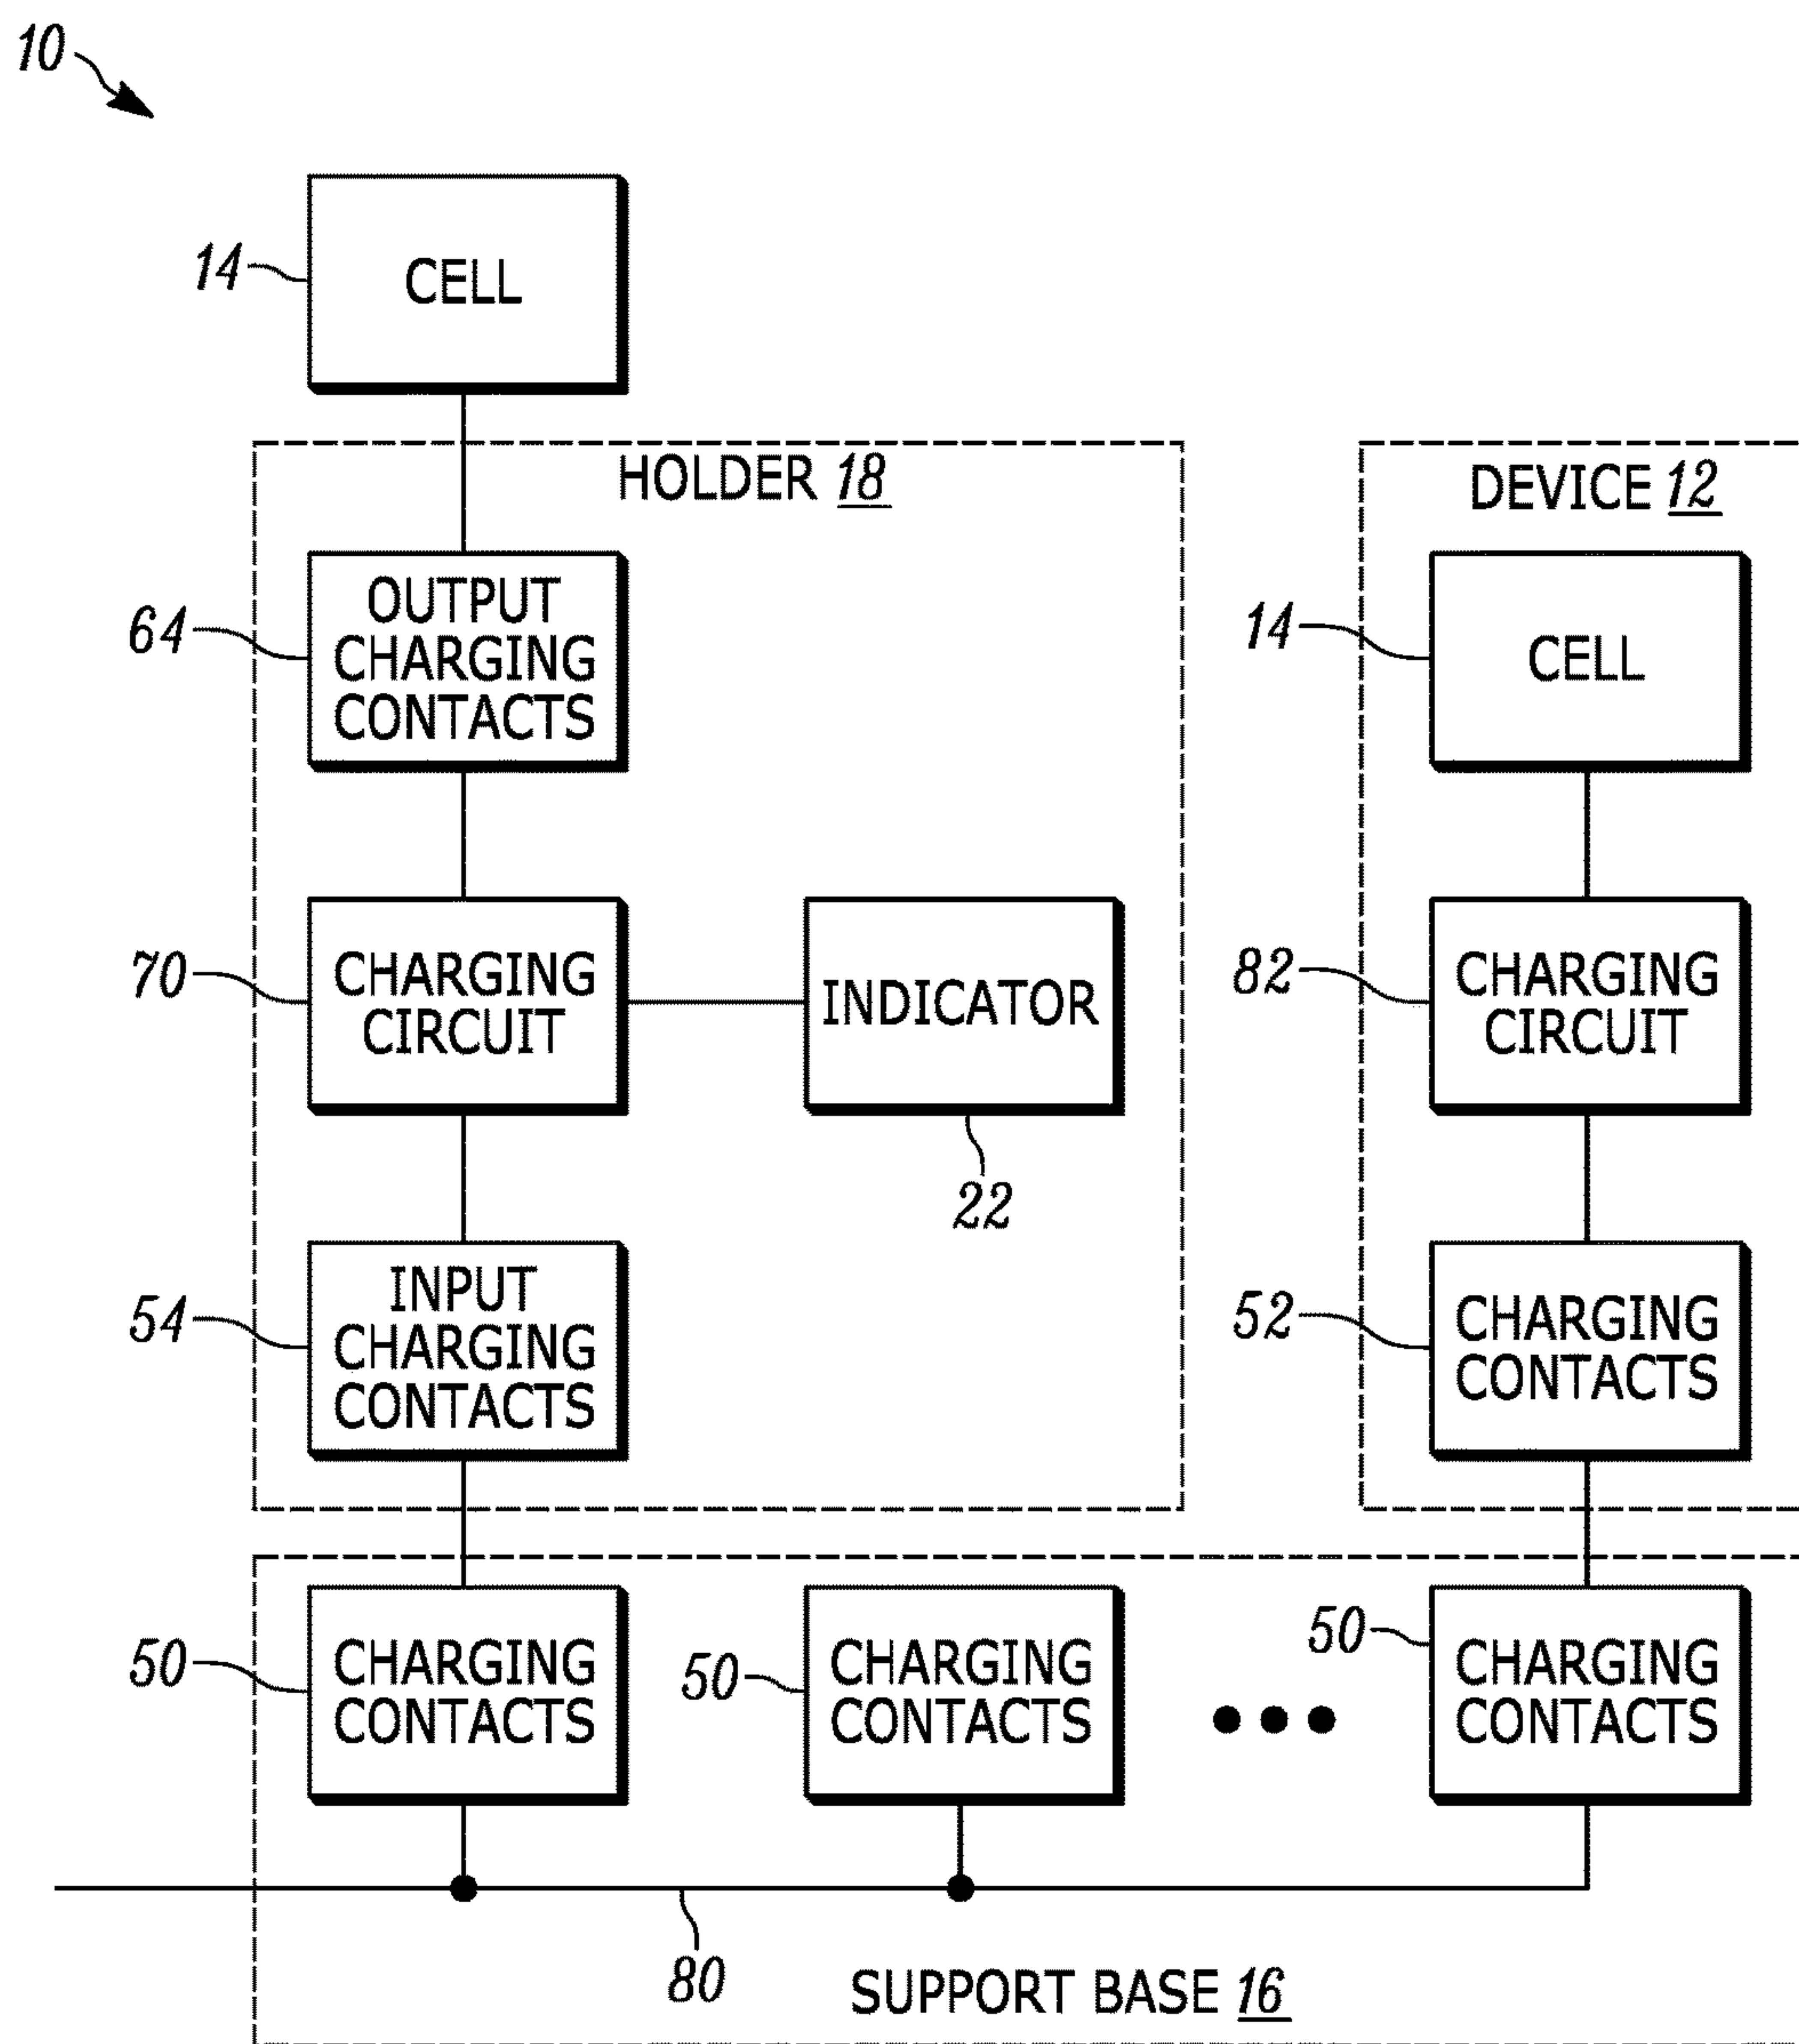 10
14
CELL
HOLDER 18
DEVICE 12
64
OUTPUT
CHARGING
CONTACTS
14
CELL
70
CHARGING
CIRCUIT
INDICATOR
22
82
CHARGING
CIRCUIT
54
INPUT
CHARGING
CONTACTS
52
CHARGING
CONTACTS
50
CHARGING
CONTACTS
50
CHARGING
CONTACTS
50
CHARGING
CONTACTS
80
SUPPORT BASE 16